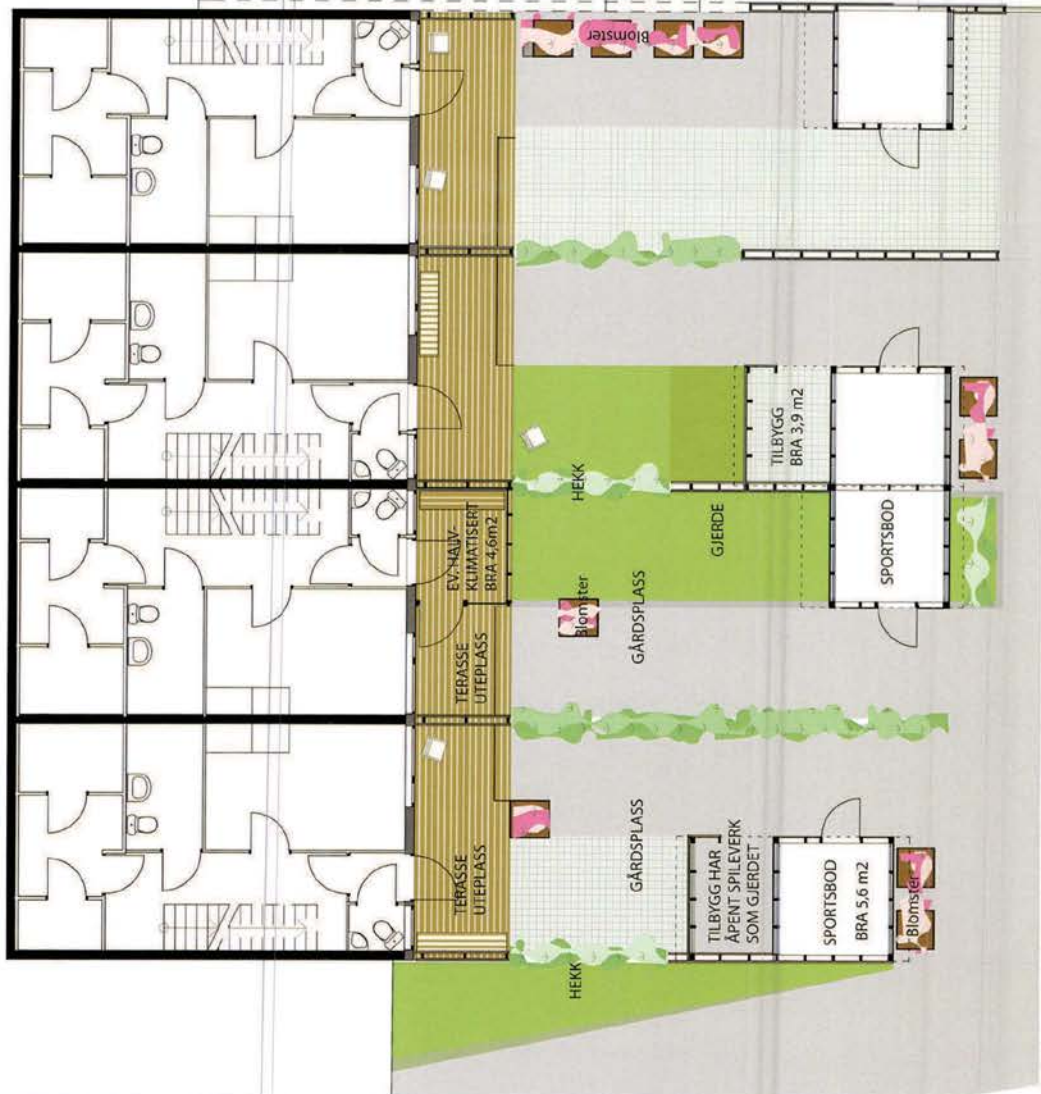 TERASSE
UTEPLASS
TERASSE
UTEPLASS
EV. HALV-
KLIMATISERT
BRA 4,6m2
HEKK
Blomster
HEKK
Blomster
GÅRDSPLASS
GÅRDSPLASS
GJERDE
TILBYGG HAR
ÅPENT SPILEVERK
SOM GJERDET
TILBYGG
BRA 3,9 m2
SPORTSBOD
BRA 5,6 m2
SPORTSBOD
Blomster